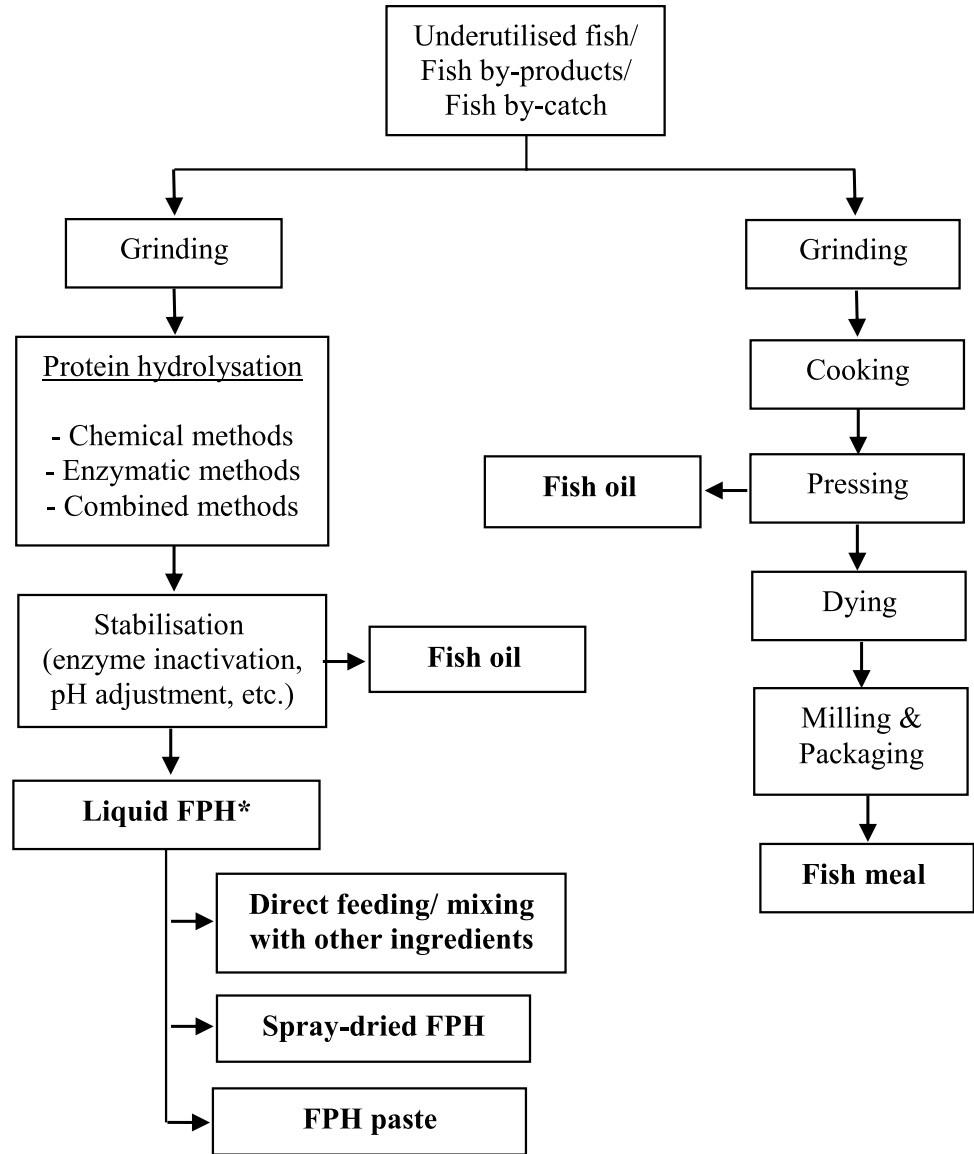 Underutilised fish/
Fish by-products/
Fish by-catch
Grinding
Protein hydrolysation
- Chemical methods
- Enzymatic methods
- Combined methods
Stabilisation
(enzyme inactivation,
pH adjustment, etc.)
Fish oil
Liquid FPH*
Direct feeding/ mixing
with other ingredients
Spray-dried FPH
FPH paste
Grinding
Cooking
Pressing
Fish oil
Dying
Milling &
Packaging
Fish meal